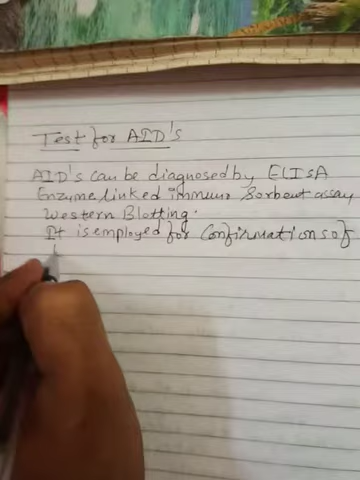 Test for AID's
AID's can be diagnosed by ELISA
Enzyme linked immuno Sorbent assay
Western Blotting.
It is employed for Confirmations of